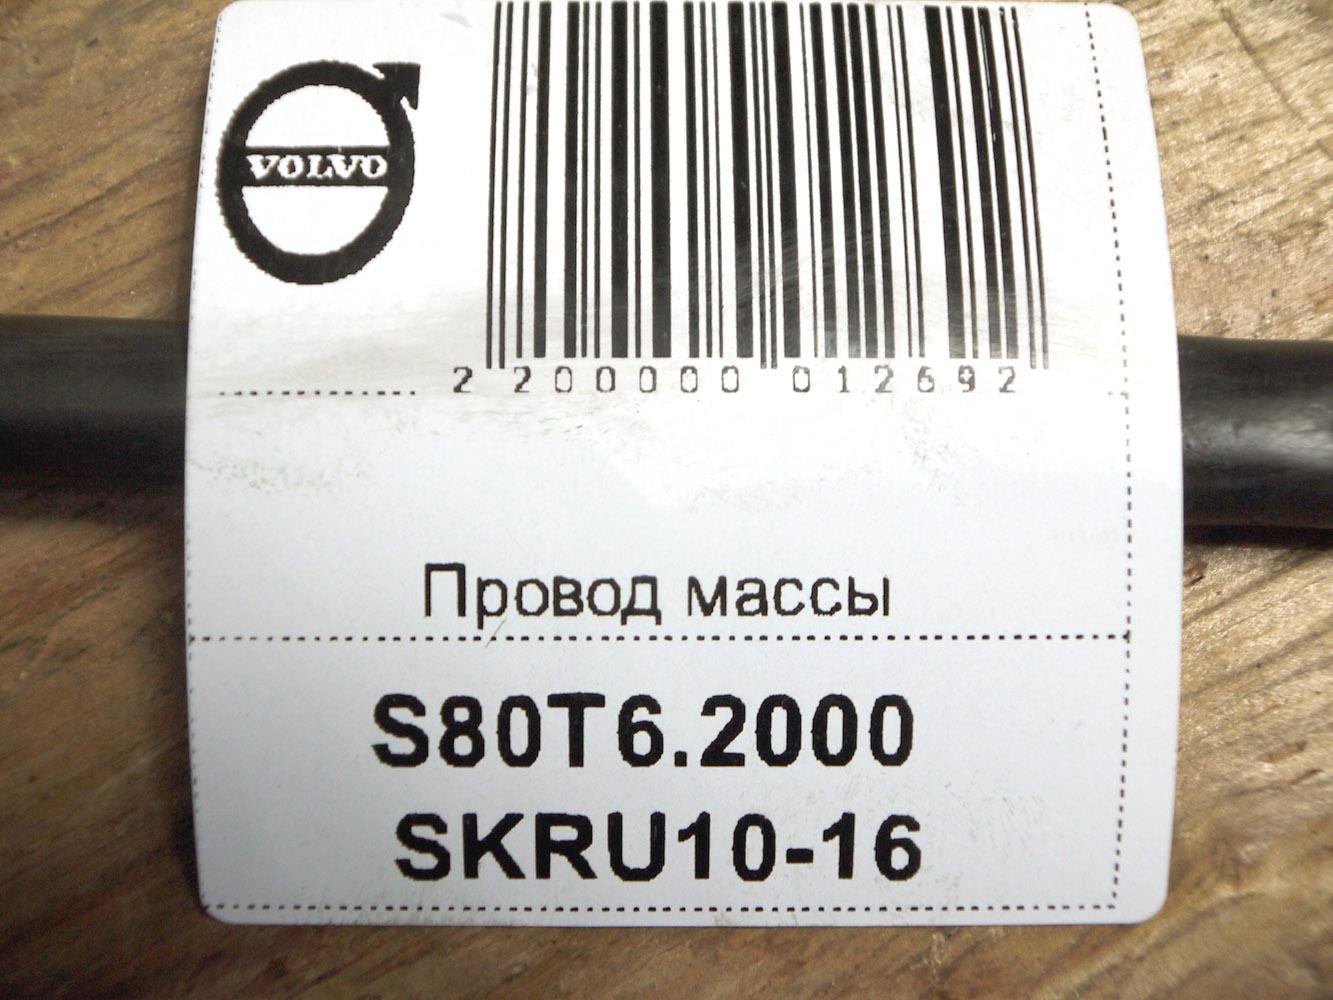 VOLVO
2 200000 012692
Провод массы
S80T6.2000
SKRU10-16